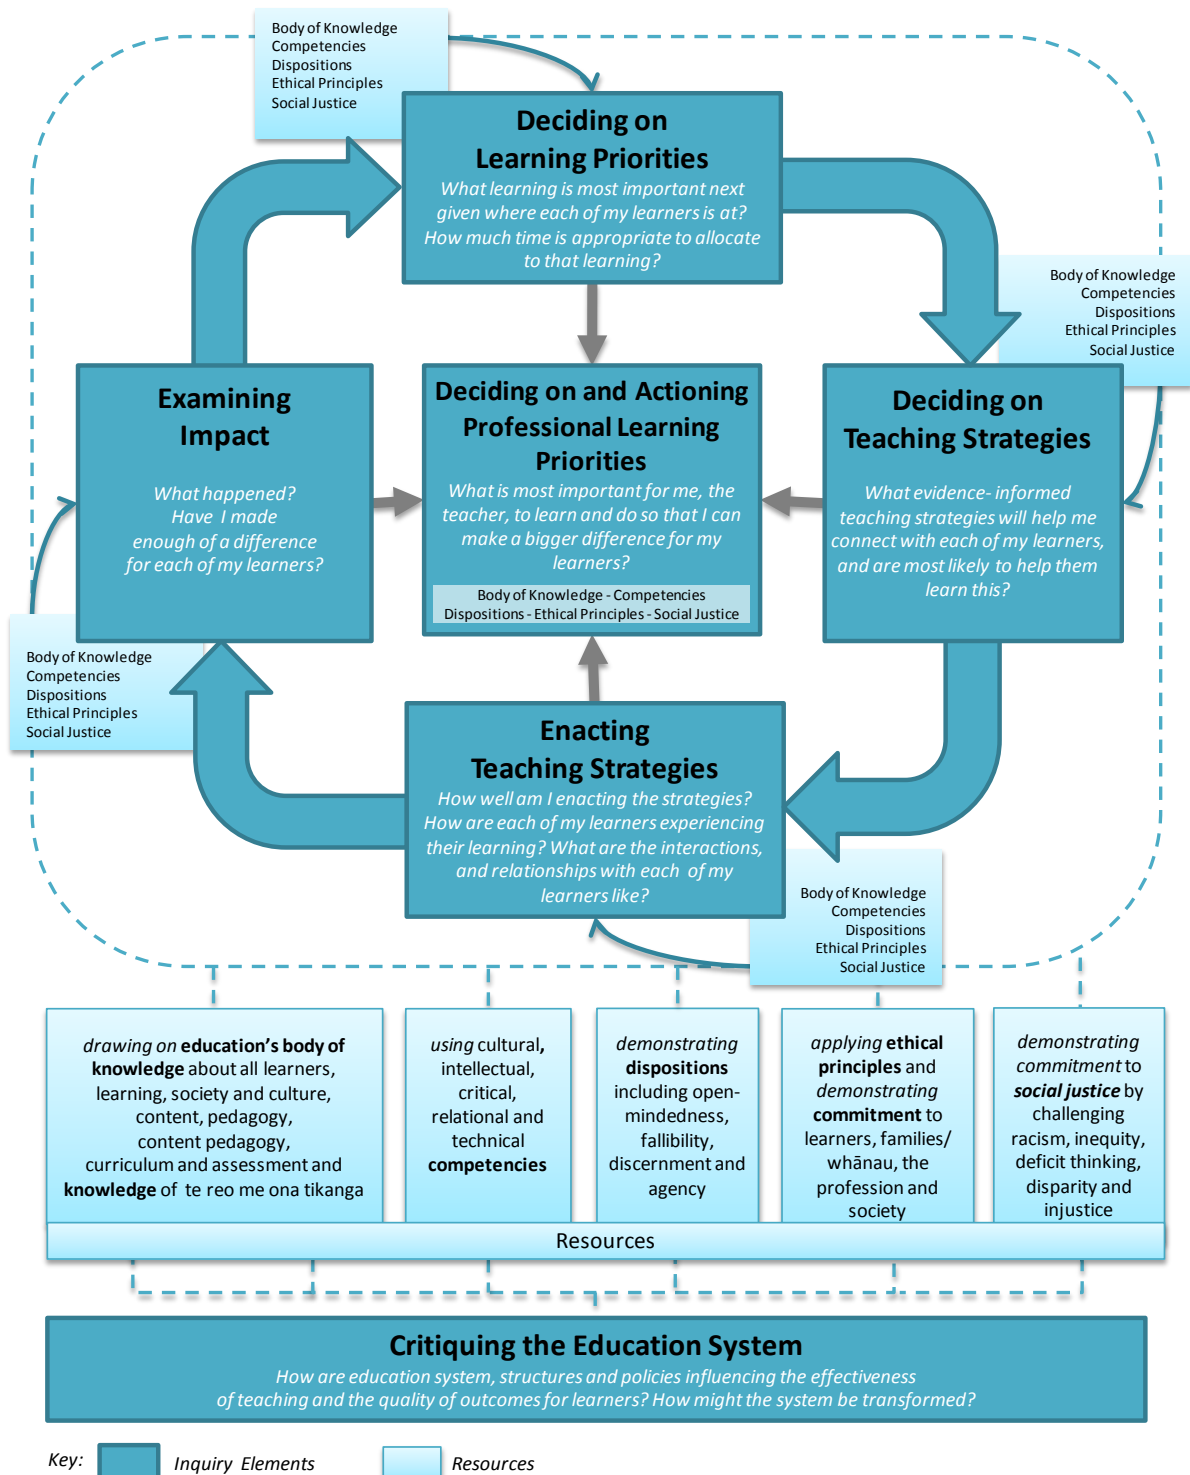 Body of Knowledge
Competencies
Dispositions
Ethical Principles
Social Justice
Deciding on
Learning Priorities
What learning is most important next
given where each of my learners is at?
How much time is appropriate to allocate
to that learning?
Body of Knowledge
Competencies
Dispositions
Ethical Principles
Social Justice
Examining
Impact
What happened?
Have I made
enough of a difference
for each of my learners?
Deciding on and Actioning
Professional Learning
Priorities
What is most important for me, the
teacher, to learn and do so that I can
make a bigger difference for my
learners?
Body of Knowledge - Competencies
Dispositions - Ethical Principles - Social Justice
Deciding on
Teaching Strategies
What evidence- informed
teaching strategies will help me
connect with each of my learners,
and are most likely to help them
learn this?
Body of Knowledge
Competencies
Dispositions
Ethical Principles
Social Justice
Enacting
Teaching Strategies
How well am I enacting the strategies?
How are each of my learners experiencing
their learning? What are the interactions,
and relationships with each of my
learners like?
Body of Knowledge
Competencies
Dispositions
Ethical Principles
Social Justice
drawing on education's body of
knowledge about all learners,
learning, society and culture,
content, pedagogy,
content pedagogy,
curriculum and assessment and
knowledge of te reo me ona tikanga
using cultural,
intellectual,
critical,
relational and
technical
competencies
demonstrating
dispositions
including open-
mindedness,
fallibility,
discernment and
agency
applying ethical
principles and
demonstrating
commitment to
learners, families/
whānau, the
profession and
society
demonstrating
commitment to
social justice by
challenging
racism, inequity,
deficit thinking,
disparity and
injustice
Resources
Critiquing the Education System
How are education system, structures and policies influencing the effectiveness
of teaching and the quality of outcomes for learners? How might the system be transformed?
Key: Inquiry Elements Resources